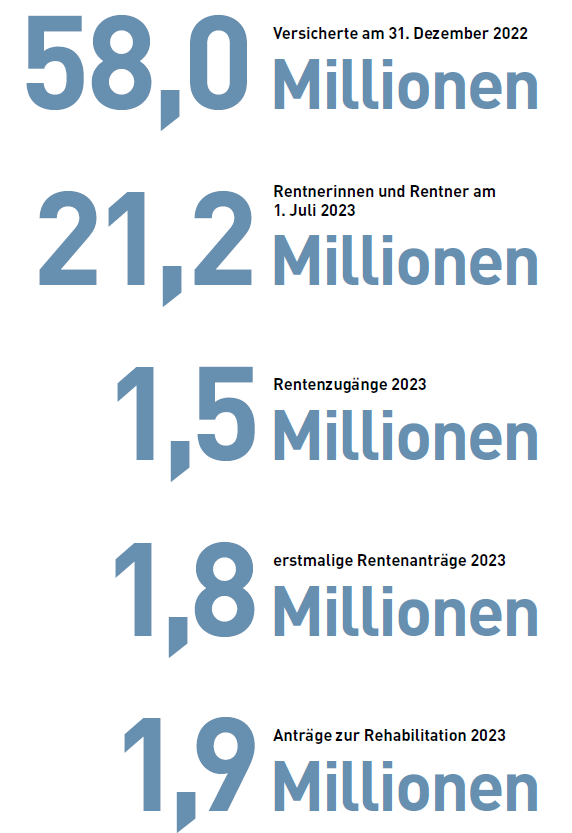 58,0 Versicherte am 31. Dezember 2022
Millionen
21,2 Rentnerinnen und Rentner am
1. Juli 2023
Millionen
1,5 Rentenzugänge 2023
Millionen
1,8 erstmalige Rentenanträge 2023
Millionen
1,9 Anträge zur Rehabilitation 2023
Millionen